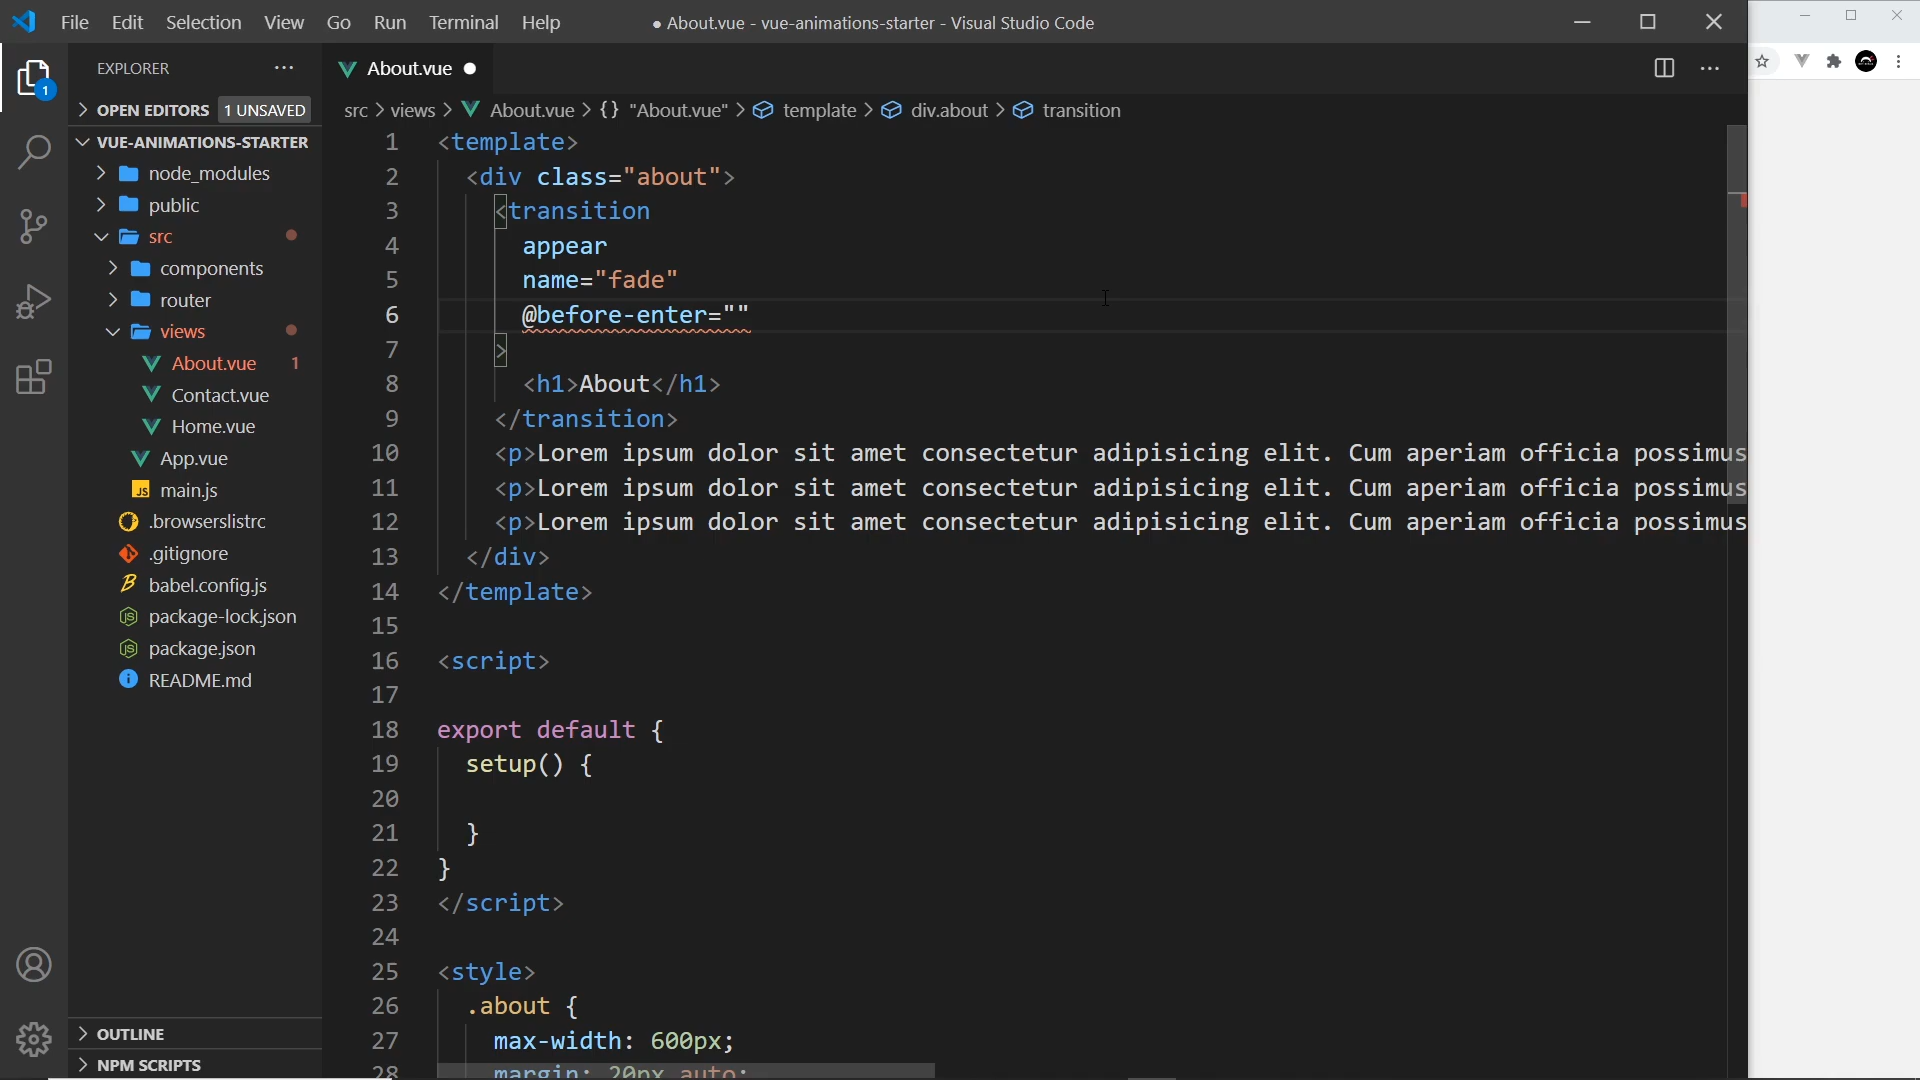 File Edit Selection View Go Run Terminal Help
● About.vue - vue-animations-starter - Visual Studio Code
EXPLORER
OPEN EDITORS 1 UNSAVED
VUE-ANIMATIONS-STARTER
node_modules
public
src
components
router
views
About.vue 1
Contact.vue
Home.vue
App.vue
JS main.js
.browserslistrc
.gitignore
babel.config.js
package-lock.json
package.json
README.md
OUTLINE
NPM SCRIPTS
1
About.vue ●
src > views > About.vue > {} "About.vue" > template > div.about > transition
1 <template>
2 <div class="about">
3 <transition
4 appear
5 name="fade"
6 @before-enter=""
7 >
8 <h1>About</h1>
9 </transition>
10 <p>Lorem ipsum dolor sit amet consectetur adipisicing elit. Cum aperiam officia possimus
11 <p>Lorem ipsum dolor sit amet consectetur adipisicing elit. Cum aperiam officia possimus
12 <p>Lorem ipsum dolor sit amet consectetur adipisicing elit. Cum aperiam officia possimus
13 </div>
14 </template>
15
16 <script>
17
18 export default {
19 setup() {
20
21 }
22 }
23 </script>
24
25 <style>
26 .about {
27 max-width: 600px;
28 margin: 20px auto;